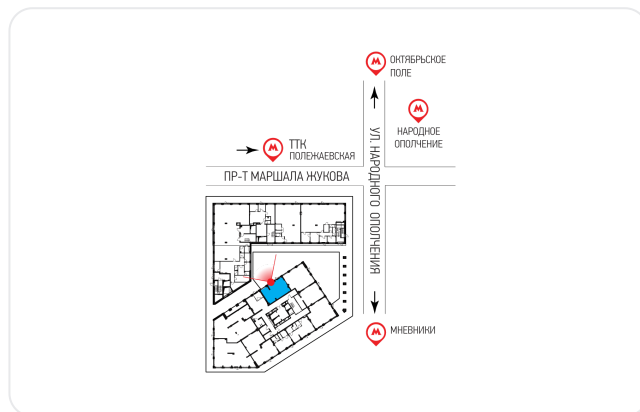 ОКТЯБРЬСКОЕ
ПОЛЕ
НАРОДНОЕ
ОПОЛЧЕНИЕ
ТТК
ПОЛЕЖАЕВСКАЯ
ПР-Т МАРШАЛА ЖУКОВА
УЛ. НАРОДНОГО ОПОЛЧЕНИЯ
МНЕВНИКИ